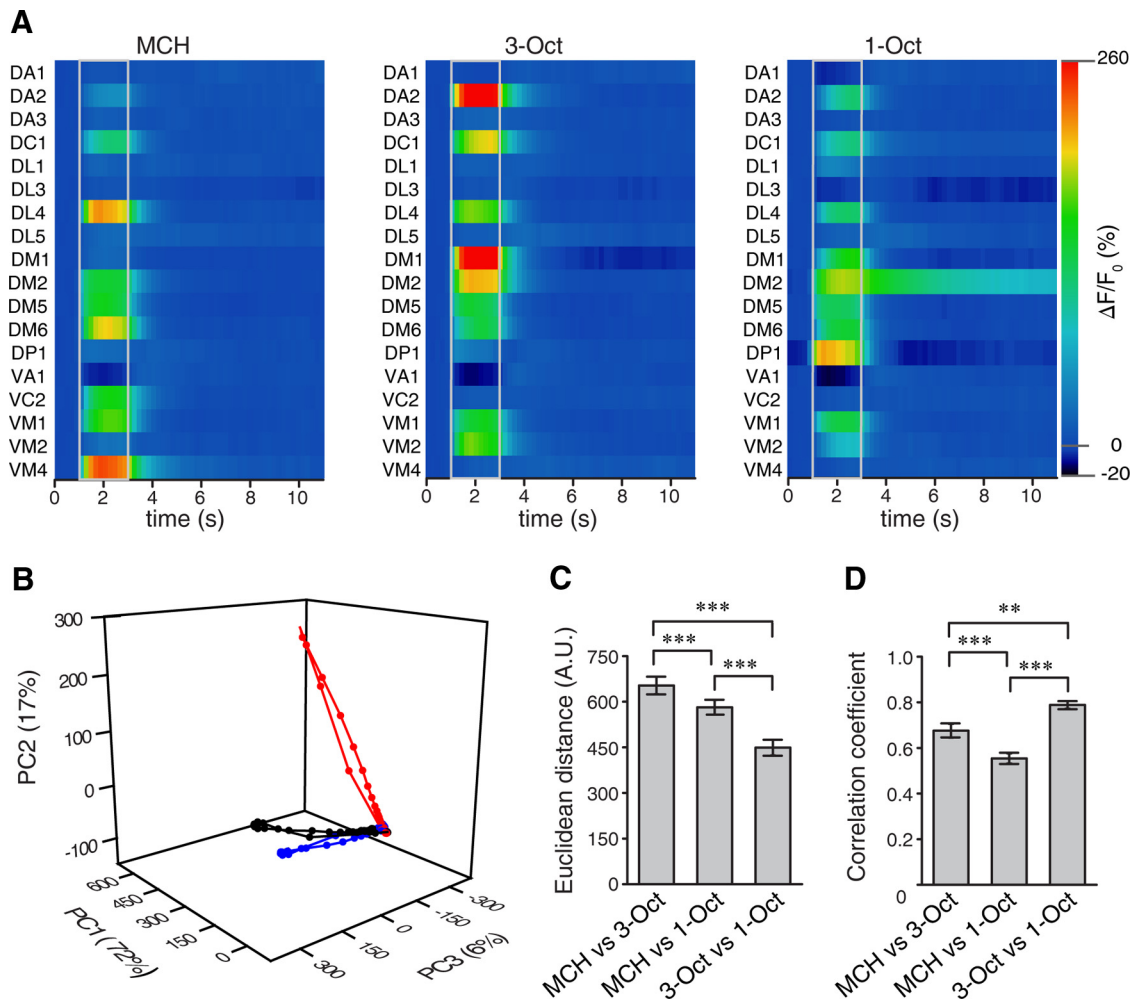 A
MCH
3-Oct
1-Oct
DA1
DA2
DA3
DC1
DL1
DL3
DL4
DL5
DM1
DM2
DM5
DM6
DP1
VA1
VC2
VM1
VM2
VM4
0 2 4 6 8 10
time (s)
DA1
DA2
DA3
DC1
DL1
DL3
DL4
DL5
DM1
DM2
DM5
DM6
DP1
VA1
VC2
VM1
VM2
VM4
0 2 4 6 8 10
time (s)
DA1
DA2
DA3
DC1
DL1
DL3
DL4
DL5
DM1
DM2
DM5
DM6
DP1
VA1
VC2
VM1
VM2
VM4
0 2 4 6 8 10
time (s)
260
0
-20
ΔF/F0 (%)
B
300
200
100
0
-100
PC2 (17%)
600
450
300
150
0
PC1 (72%)
300
150
0
-150
-300
PC3 (6%)
C
***
***
***
750
600
450
300
150
0
Euclidean distance (A.U.)
MCH vs 3-Oct
MCH vs 1-Oct
3-Oct vs 1-Oct
D
**
***
***
1.0
0.8
0.6
0.4
0.2
0
Correlation coefficient
MCH vs 3-Oct
MCH vs 1-Oct
3-Oct vs 1-Oct